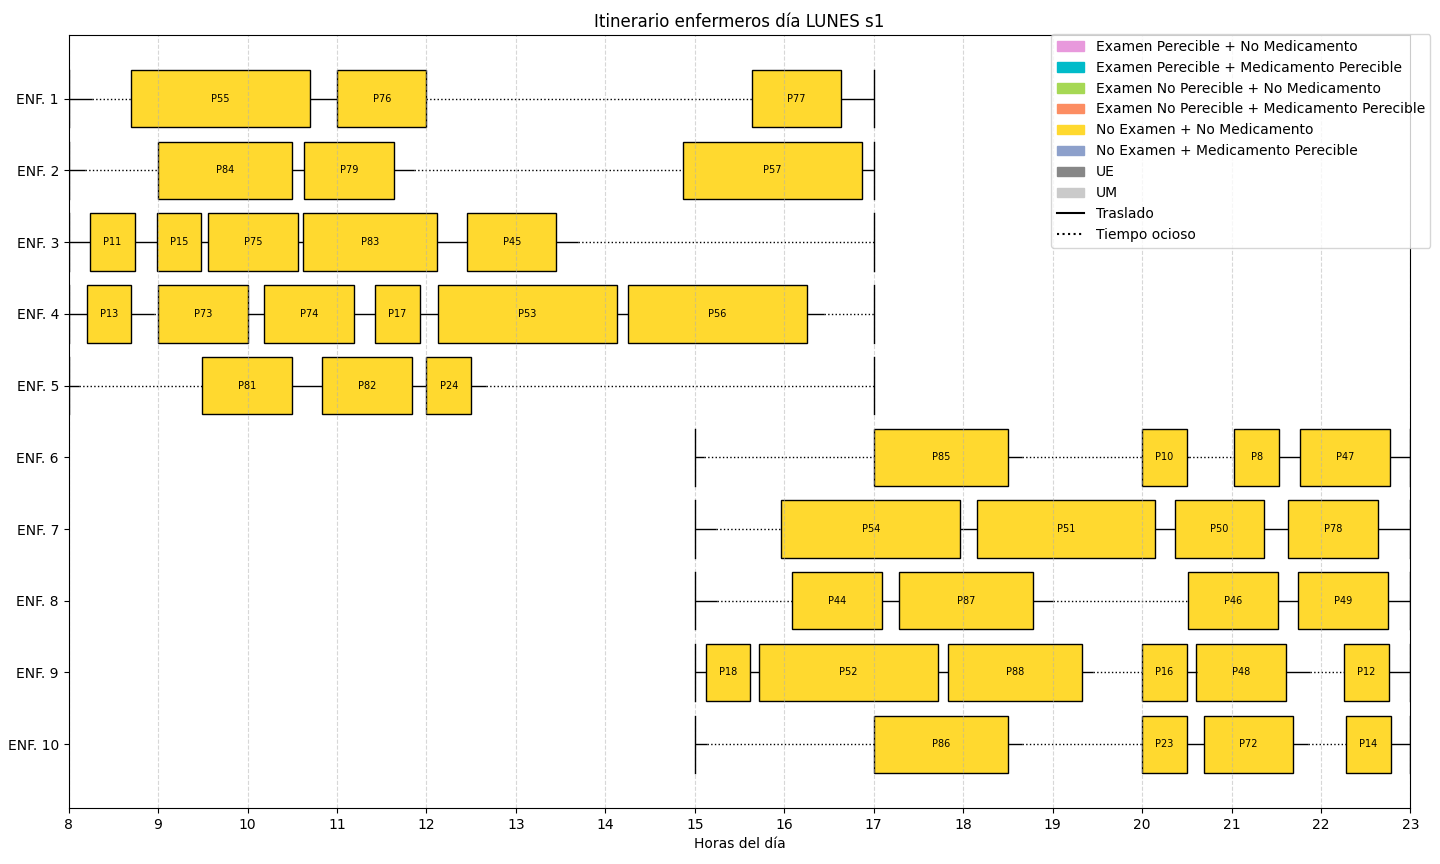 Itinerario enfermeros día LUNES s1
Examen Perecible + No Medicamento
Examen Perecible + Medicamento Perecible
Examen No Perecible + No Medicamento
Examen No Perecible + Medicamento Perecible
No Examen + No Medicamento
No Examen + Medicamento Perecible
UE
UM
Traslado
Tiempo ocioso
ENF. 1 P55 P76 P77
ENF. 2 P84 P79 P57
ENF. 3 P11 P15 P75 P83 P45
ENF. 4 P13 P73 P74 P17 P53 P56
ENF. 5 P81 P82 P24
ENF. 6 P85 P10 P8 P47
ENF. 7 P54 P51 P50 P78
ENF. 8 P44 P87 P46 P49
ENF. 9 P18 P52 P88 P16 P48 P12
ENF. 10 P86 P23 P72 P14
8 9 10 11 12 13 14 15 16 17 18 19 20 21 22 23
Horas del día